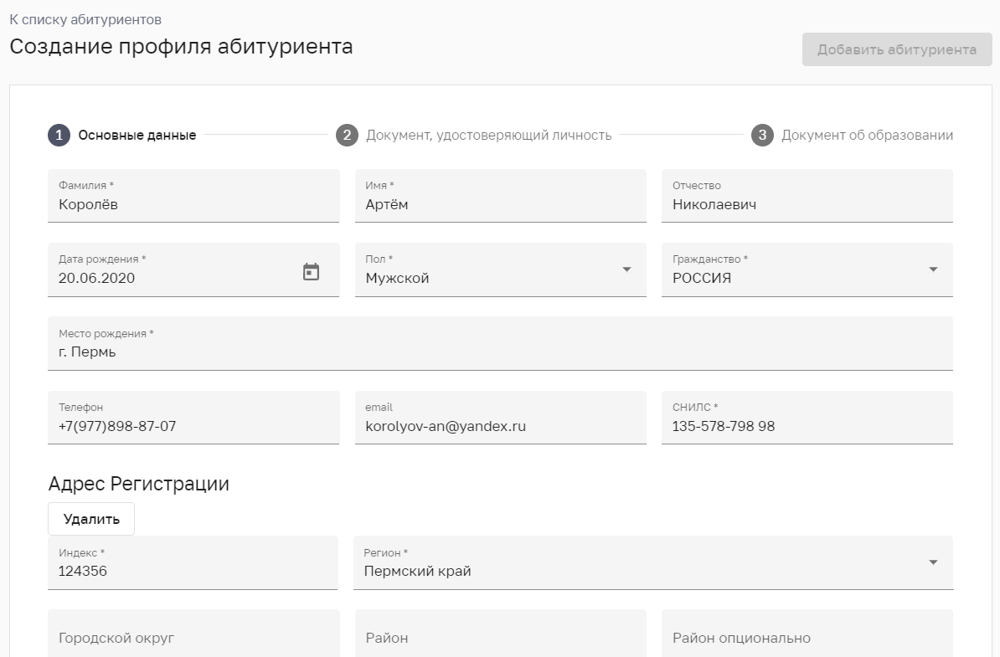 К списку абитуриентов
Создание профиля абитуриента
Добавить абитуриента
1 Основные данные 2 Документ, удостоверяющий личность 3 Документ об образовании
Фамилия * Имя * Отчество
Королёв Артём Николаевич
Дата рождения * Пол * Гражданство *
20.06.2020 Мужской РОССИЯ
Место рождения *
г. Пермь
Телефон email СНИЛС *
+7(977)898-87-07 korolyov-an@yandex.ru 135-578-798 98
Адрес Регистрации
Удалить
Индекс * Регион *
124356 Пермский край
Городской округ Район Район опционально